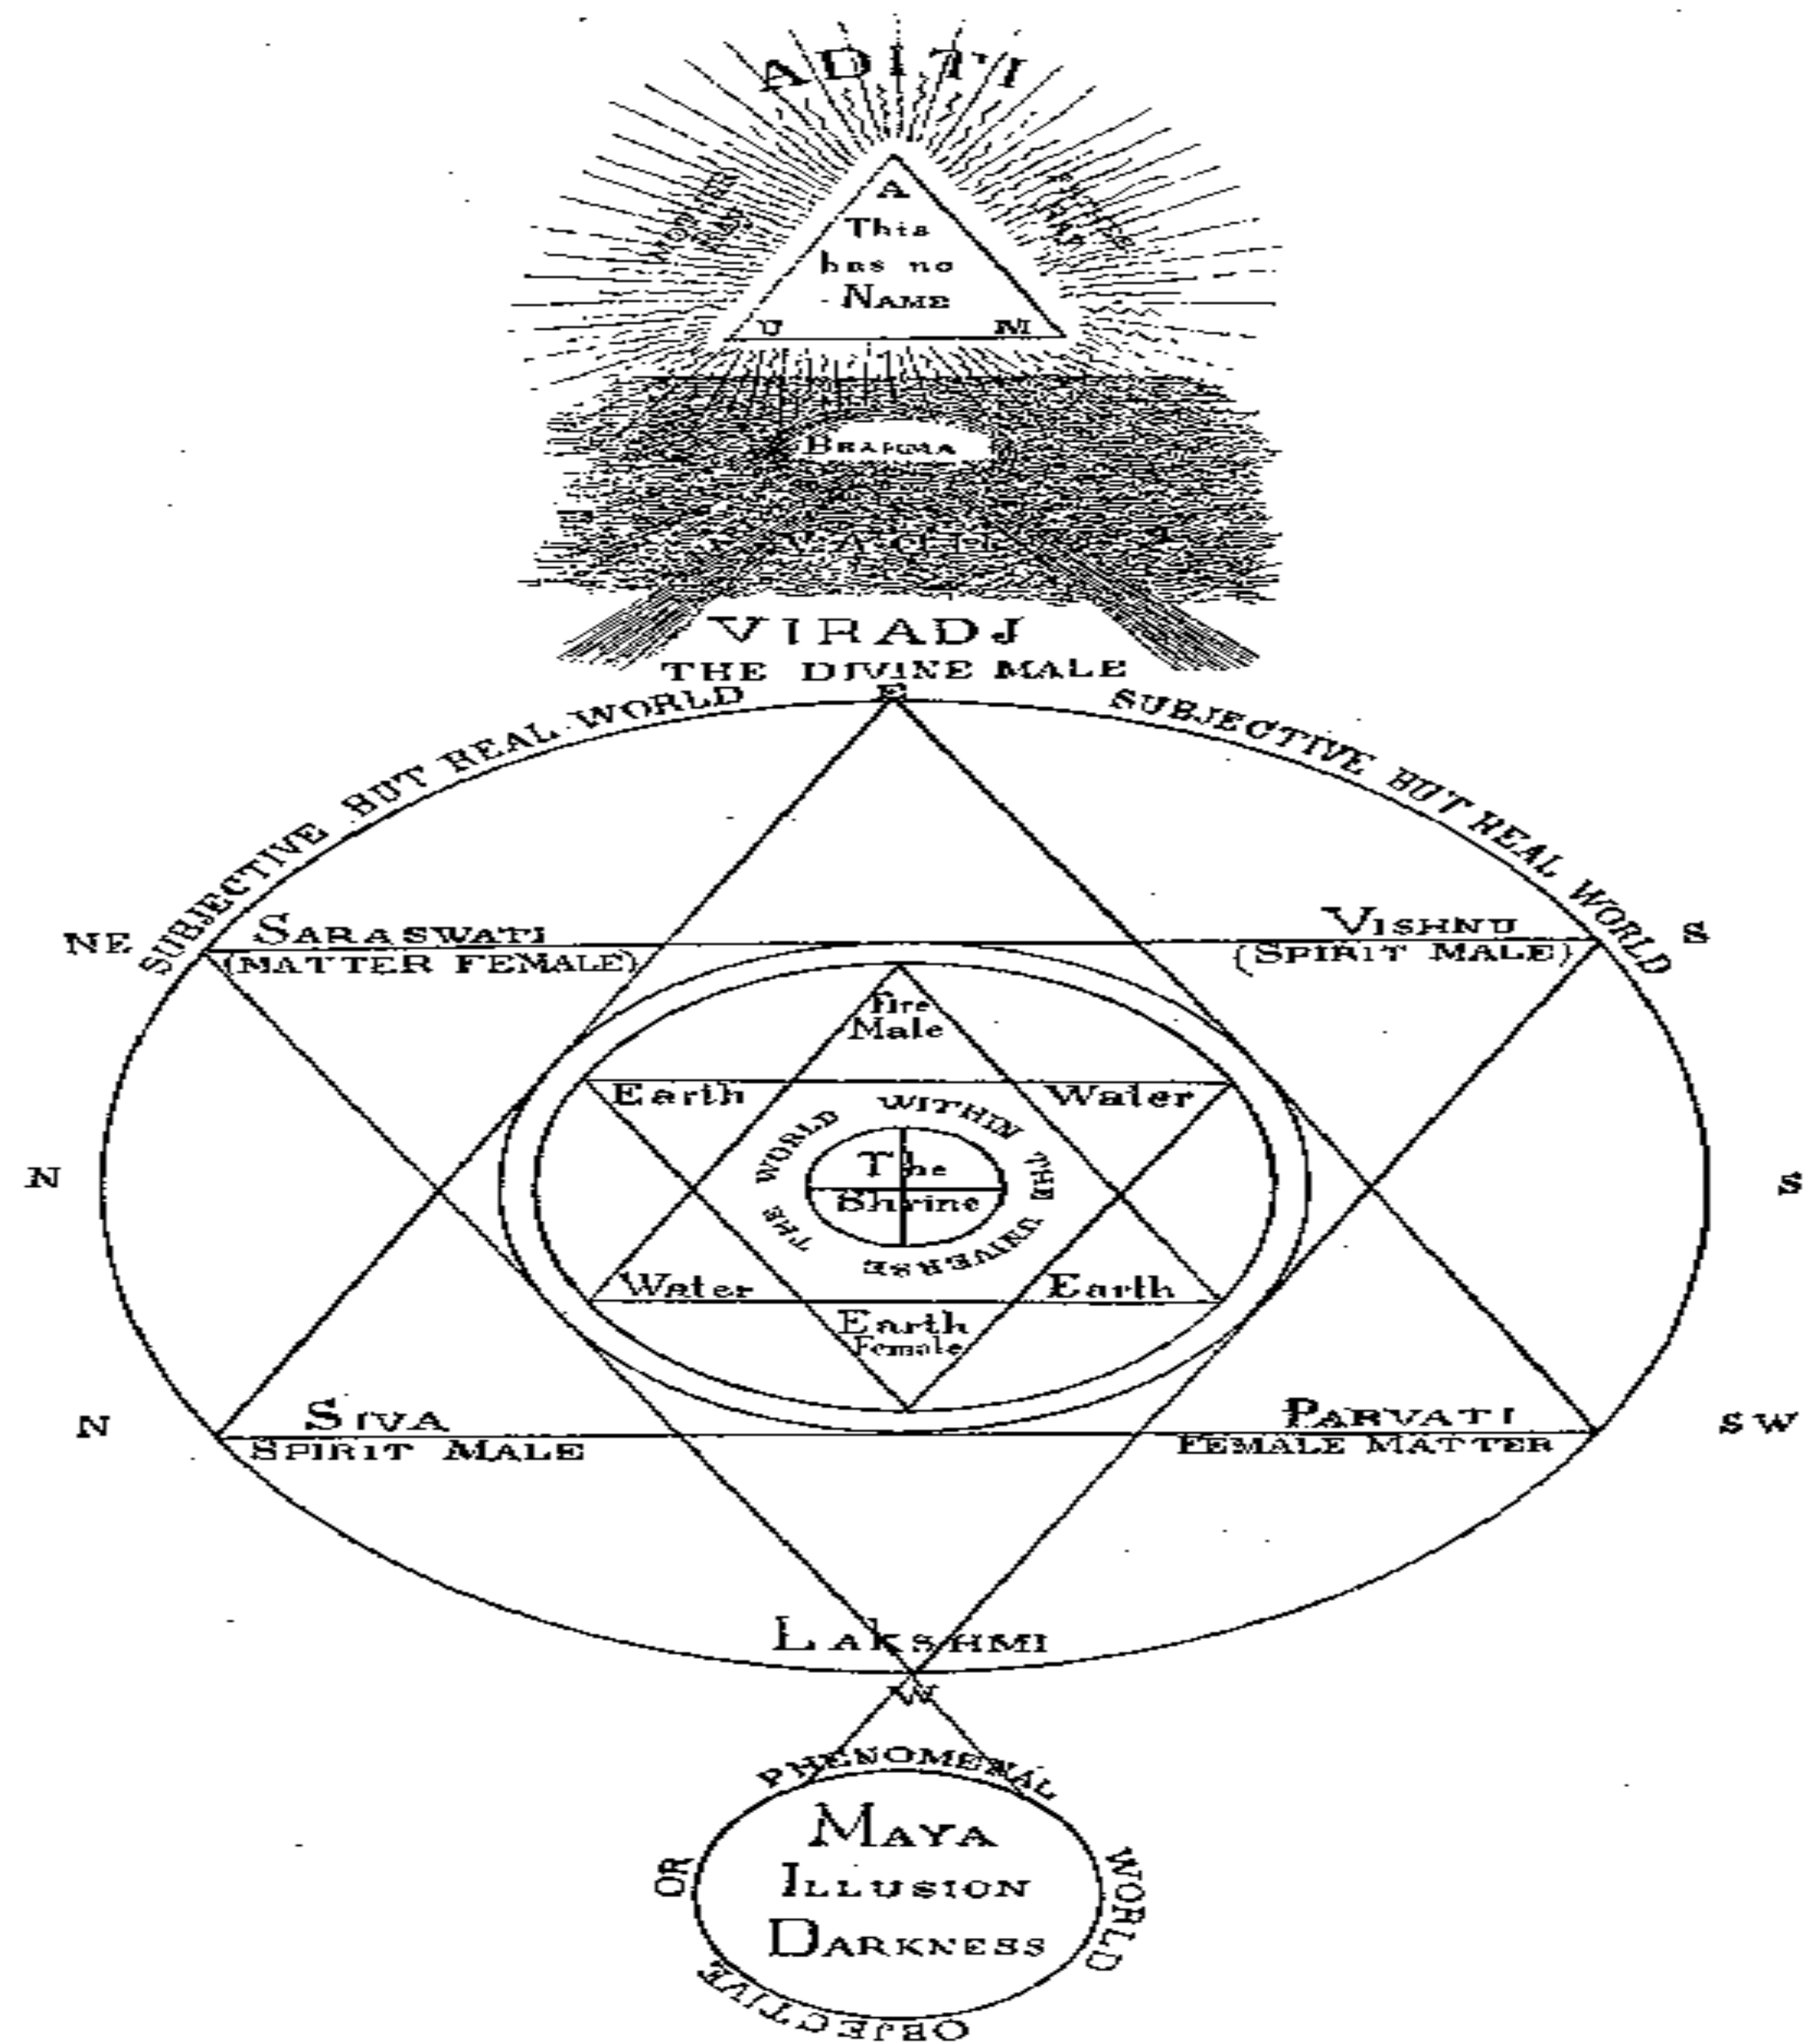 ADITI
A
This
has no
NAME
U M
BRAHMA
VACH
VIRADJ
THE DIVINE MALE
E
SUBJECTIVE BUT REAL WORLD
SUBJECTIVE BUT REAL WORLD
NE
SARASWATI
(MATTER FEMALE)
VISHNU
(SPIRIT MALE)
S
Fire
Male
Earth
Water
THE WORLD WITHIN THE UNIVERSE
The
Shrine
N
S
Water
Earth
Earth
Female
N
SIVA
SPIRIT MALE
PARVATI
FEMALE MATTER
SW
LAKSHMI
W
PHENOMENAL WORLD
OR
OBJECTIVE
MAYA
ILLUSION
DARKNESS